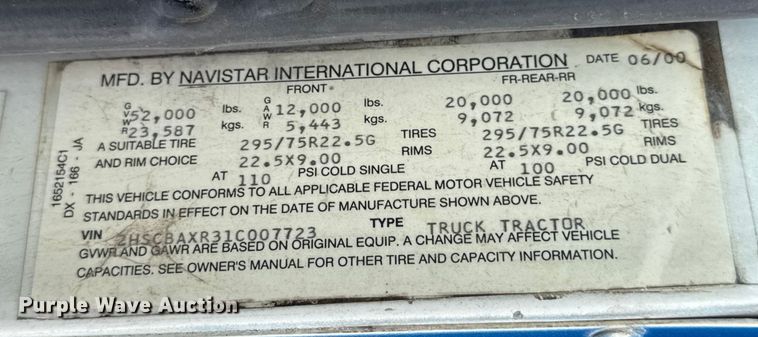 MFD. BY NAVISTAR INTERNATIONAL CORPORATION DATE 06/00
FRONT FR-REAR-RR
GVWR 52,000 lbs. GAWR 12,000 lbs. 20,000 20,000 lbs.
23,587 kgs. 5,443 kgs. 9,072 9,072 kgs.
A SUITABLE TIRE 295/75R22.5G TIRES 295/75R22.5G TIRES
AND RIM CHOICE 22.5X9.00 RIMS 22.5X9.00 RIMS
AT 110 PSI COLD SINGLE AT 100 PSI COLD DUAL
THIS VEHICLE CONFORMS TO ALL APPLICABLE FEDERAL MOTOR VEHICLE SAFETY
STANDARDS IN EFFECT ON THE DATE OF MANUFACTURE SHOWN ABOVE.
VIN 2HSCBAXR31C007723 TYPE TRUCK TRACTOR
GVWR AND GAWR ARE BASED ON ORIGINAL EQUIP. A CHANGE MAY AFFECT VEHICLE
CAPACITIES. SEE OWNER'S MANUAL FOR OTHER TIRE AND CAPACITY INFORMATION.
1652154C1
DX - 166 - JA
Purple Wave Auction